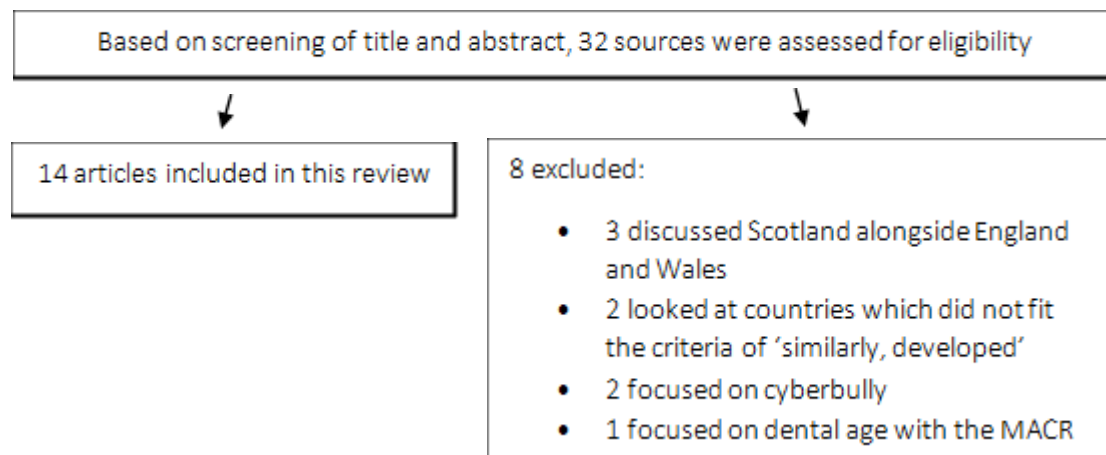 Based on screening of title and abstract, 32 sources were assessed for eligibility
14 articles included in this review
8 excluded:
• 3 discussed Scotland alongside England
and Wales
• 2 looked at countries which did not fit
the criteria of ‘similarly, developed’
• 2 focused on cyberbully
• 1 focused on dental age with the MACR